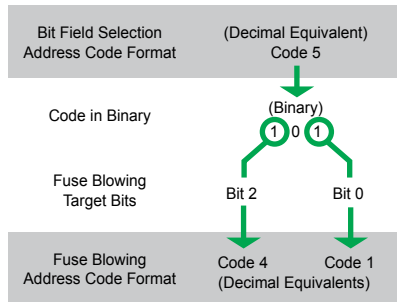 Bit Field Selection
Address Code Format
(Decimal Equivalent)
Code 5
Code in Binary
(Binary)
1 0 1
Fuse Blowing
Target Bits
Bit 2
Bit 0
Fuse Blowing
Address Code Format
Code 4
Code 1
(Decimal Equivalents)